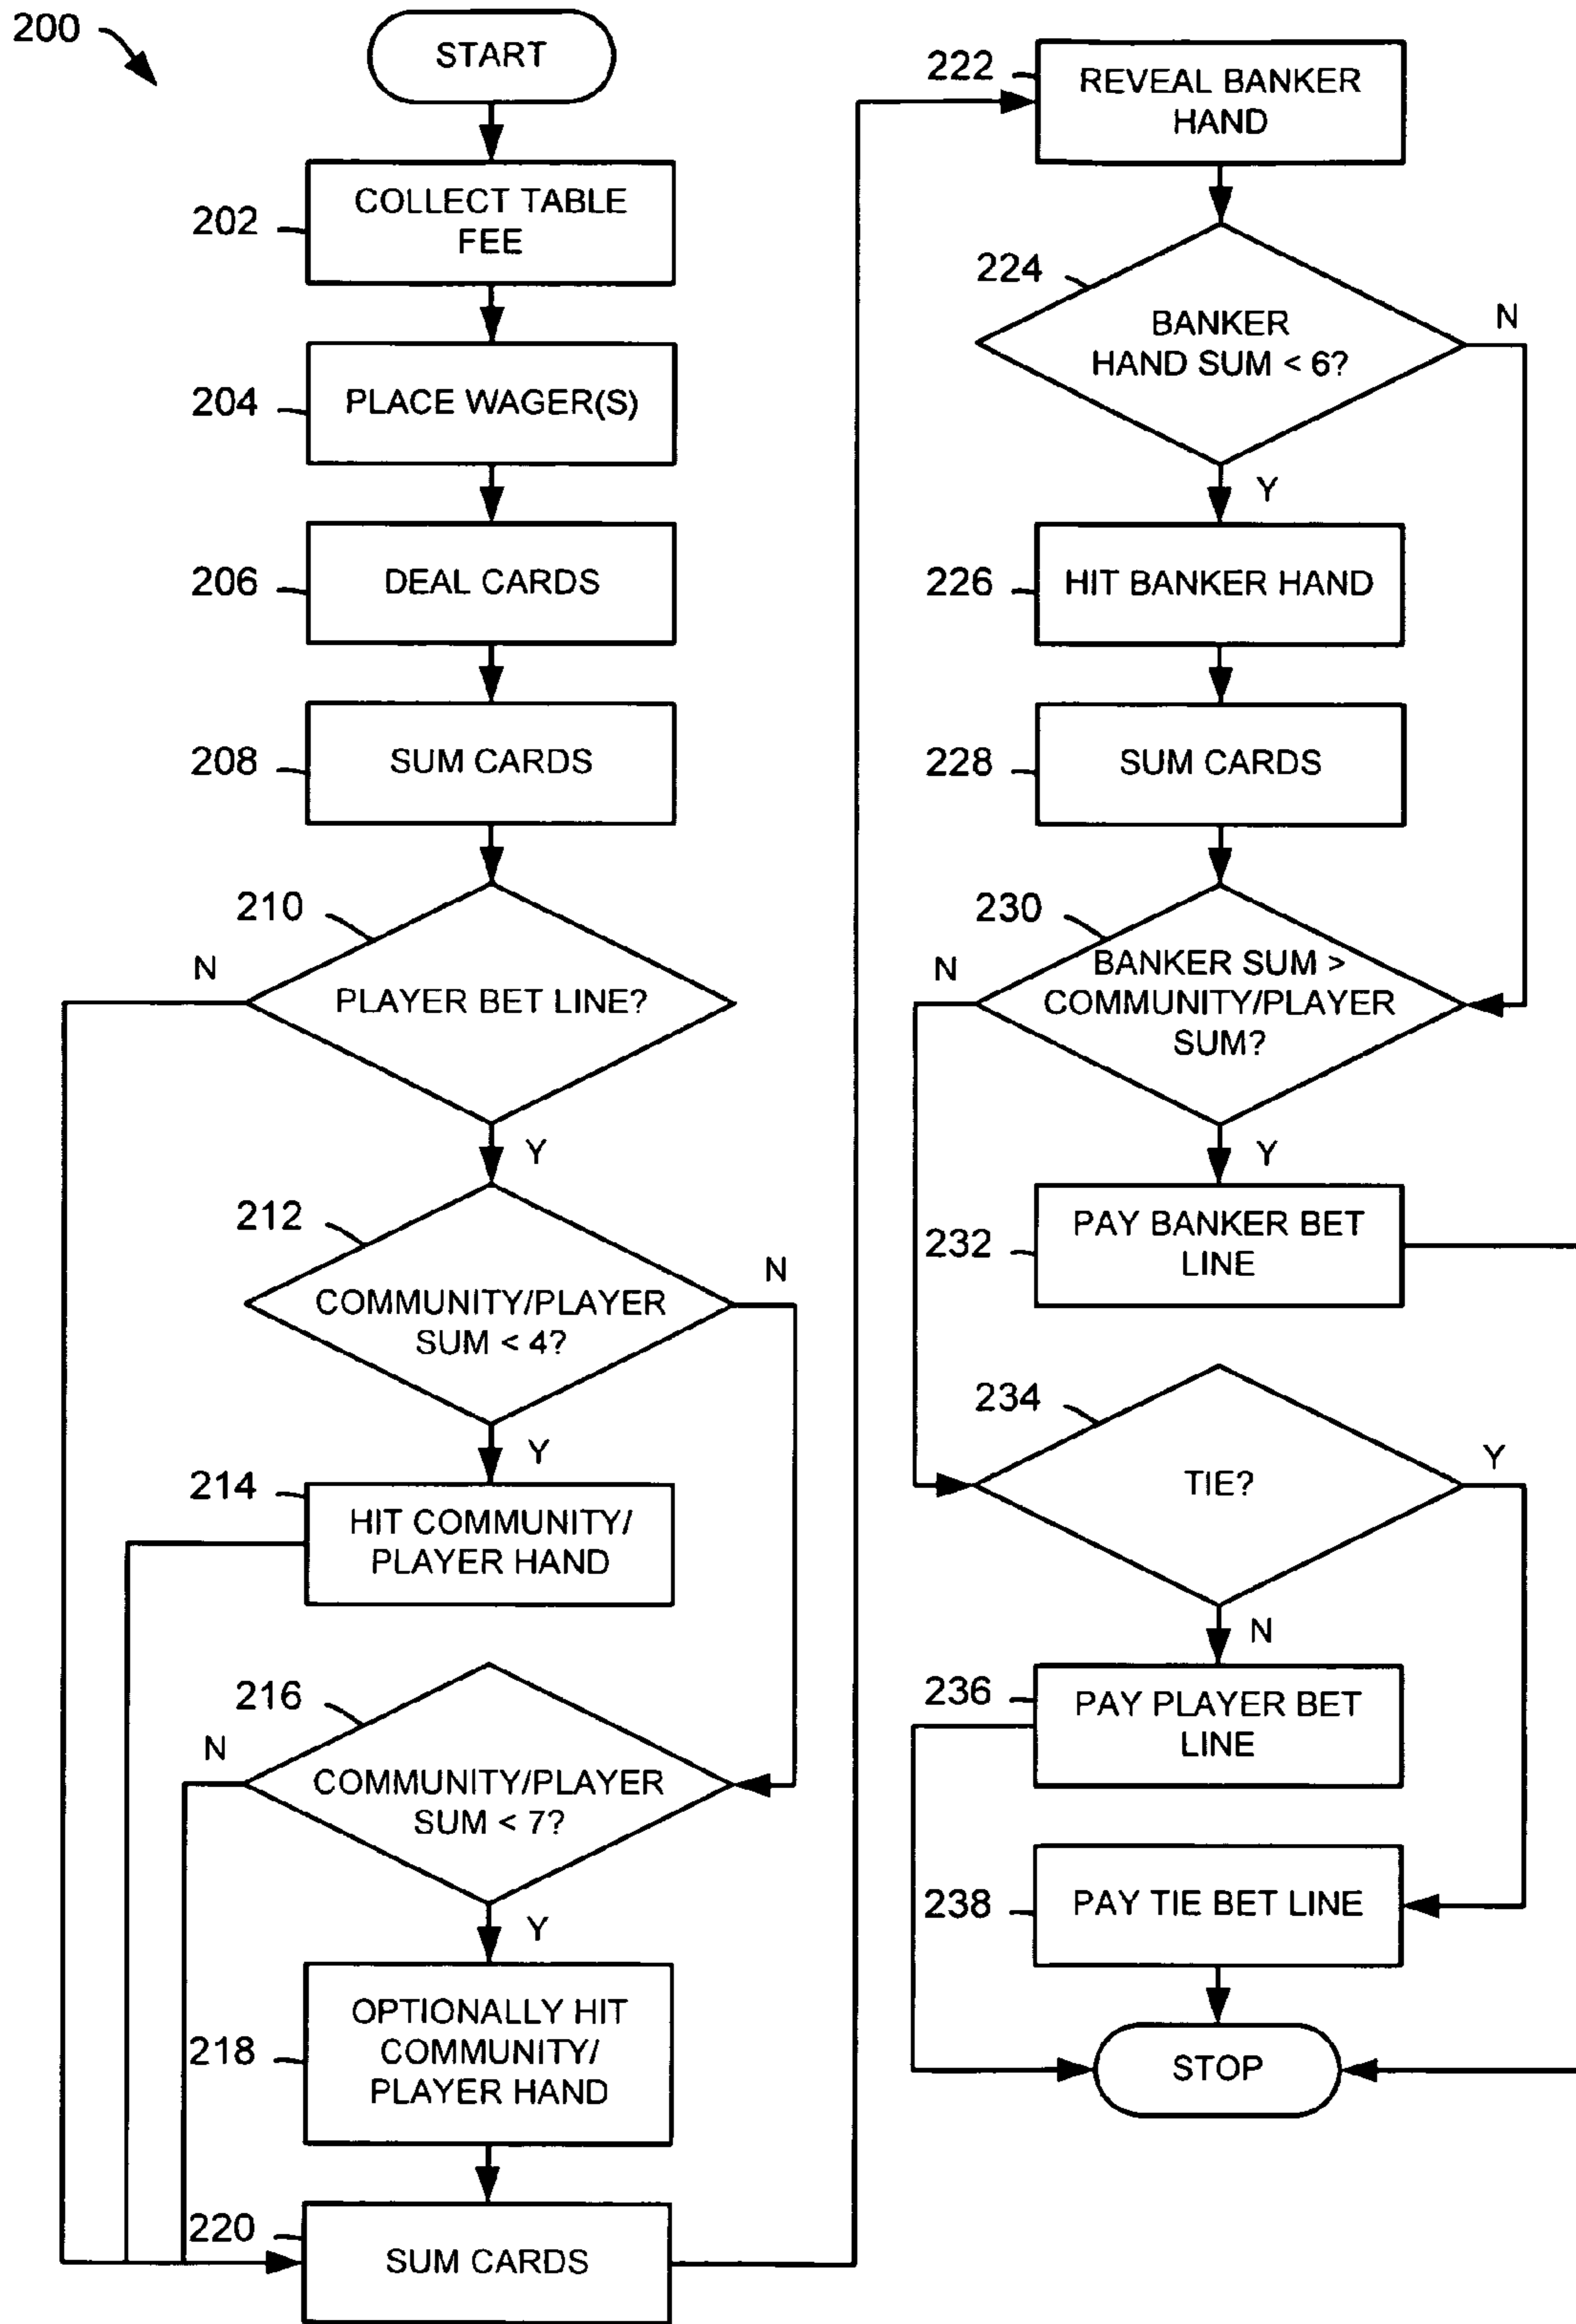 200
START
202
COLLECT TABLE
FEE
204
PLACE WAGER(S)
206
DEAL CARDS
208
SUM CARDS
210
N
PLAYER BET LINE?
Y
212
N
COMMUNITY/PLAYER
SUM < 4?
Y
214
HIT COMMUNITY/
PLAYER HAND
216
N
COMMUNITY/PLAYER
SUM < 7?
Y
218
OPTIONALLY HIT
COMMUNITY/
PLAYER HAND
220
SUM CARDS
222
REVEAL BANKER
HAND
224
N
BANKER
HAND SUM < 6?
Y
226
HIT BANKER HAND
228
SUM CARDS
230
N
BANKER SUM >
COMMUNITY/PLAYER
SUM?
Y
232
PAY BANKER BET
LINE
234
Y
TIE?
N
236
PAY PLAYER BET
LINE
238
PAY TIE BET LINE
STOP